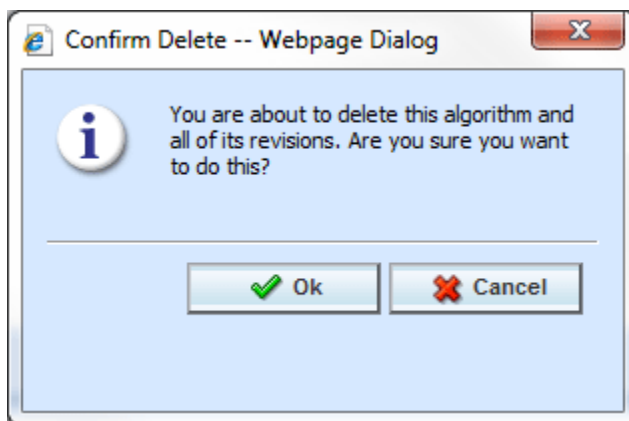 Confirm Delete -- Webpage Dialog
You are about to delete this algorithm and
all of its revisions. Are you sure you want
to do this?
Ok
Cancel